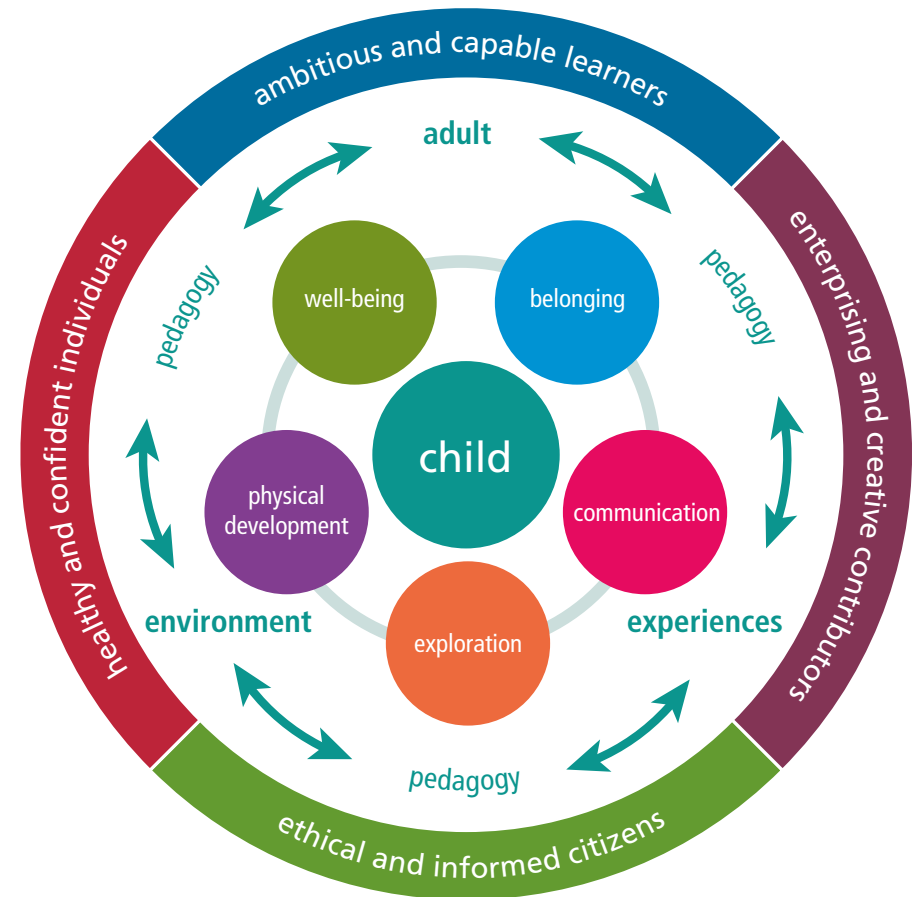 ambitious and capable learners
adult
pedagogy
pedagogy
well-being
belonging
child
physical
development
communication
exploration
environment
experiences
pedagogy
healthy and confident individuals
enterprising and creative contributors
ethical and informed citizens